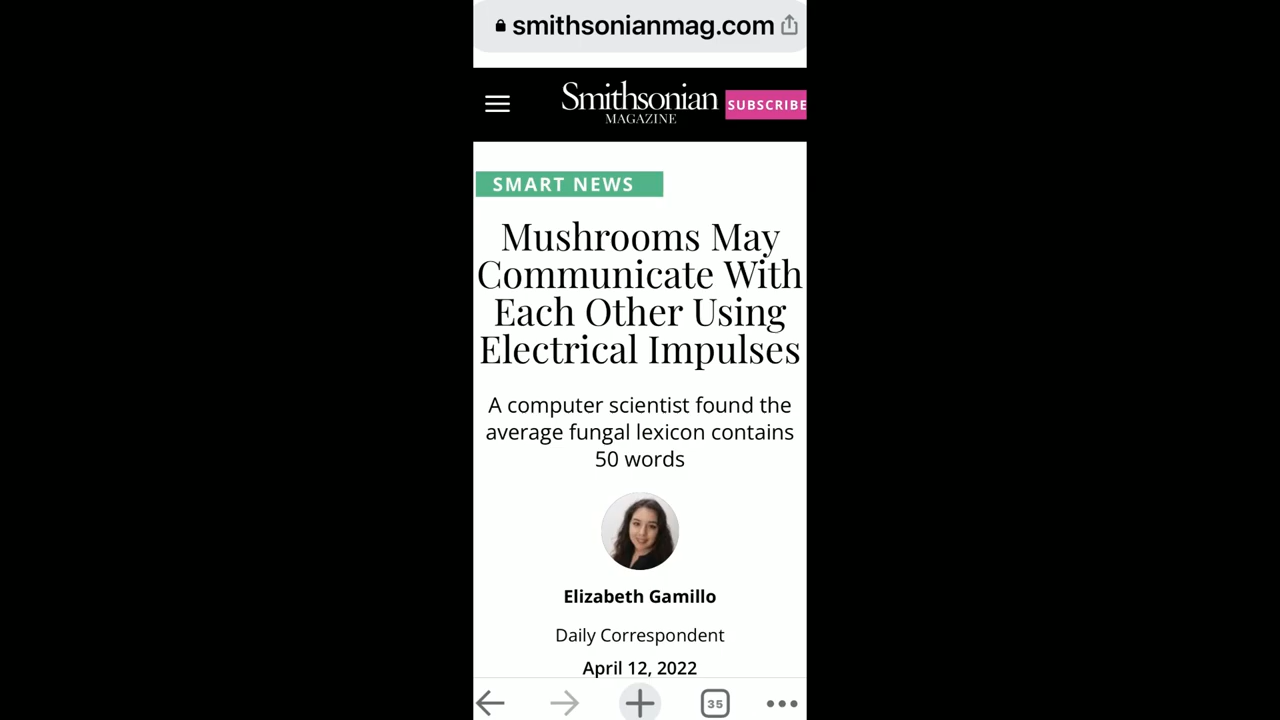 smithsonianmag.com
Smithsonian
MAGAZINE
SUBSCRIBE
SMART NEWS
Mushrooms May
Communicate With
Each Other Using
Electrical Impulses
A computer scientist found the
average fungal lexicon contains
50 words
Elizabeth Gamillo
Daily Correspondent
April 12, 2022
35